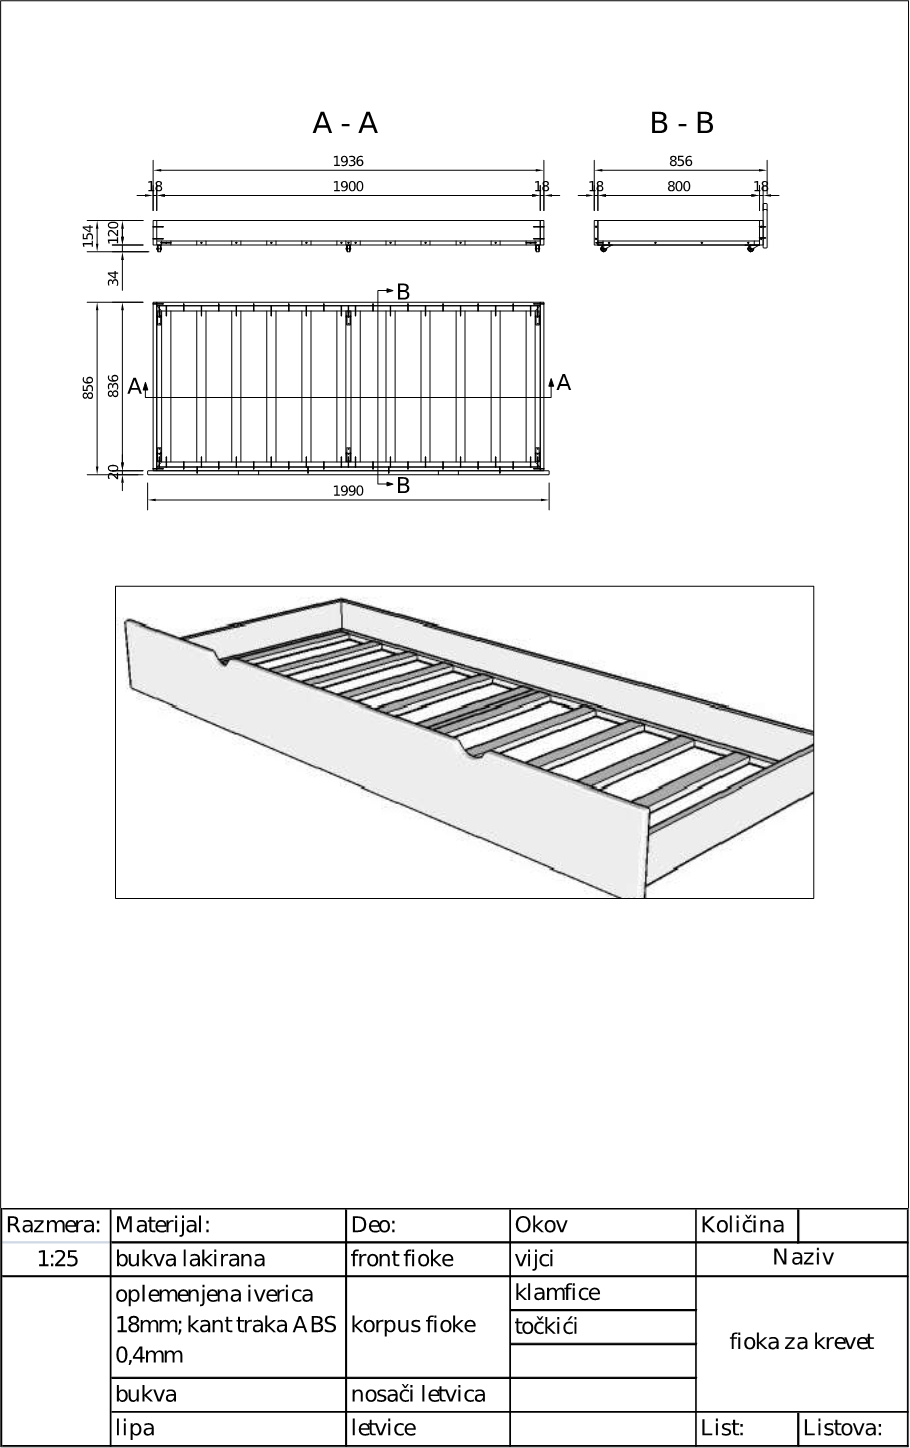 A - A
B - B
1936
856
18
1900
18
18
800
18
154
120
34
B
856
836
A
A
20
B
1990
Razmera:
Materijal:
Deo:
Okov
Količina
1:25
bukva lakirana
front fioke
vijci
Naziv
oplemenjena iverica
18mm; kant traka ABS
0,4mm
korpus fioke
klamfice
točkići
fioka za krevet
bukva
nosači letvica
lipa
letvice
List:
Listova: